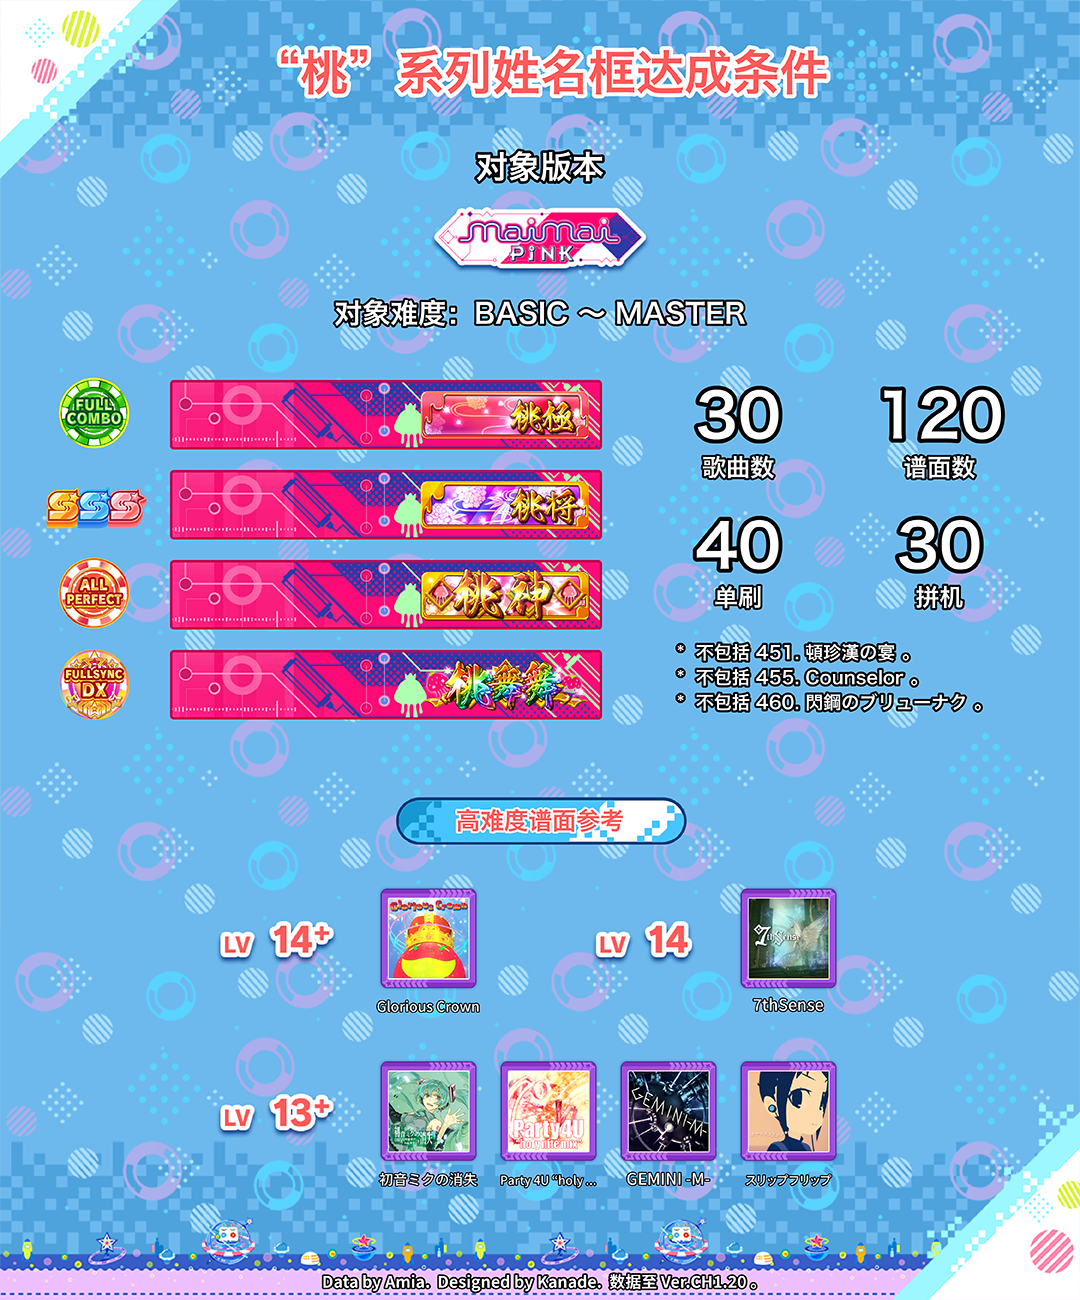 “桃”系列姓名框达成条件
对象版本
maimai
PiNK
对象难度：BASIC ～ MASTER
FULL
COMBO
桃極
30
歌曲数
120
谱面数
SSS
桃将
ALL
PERFECT
桃神
40
单刷
30
拼机
FULLSYNC
DX
桃舞舞
* 不包括 451. 頓珍漢の宴 。
* 不包括 455. Counselor 。
* 不包括 460. 閃鋼のブリューナク 。
高难度谱面参考
LV 14+
Glorious Crown
Glorious Crown
LV 14
7thSense
7thSense
LV 13+
初音ミクの消失
Party4U
holy nite mix
Party 4U “holy ...
GEMINI-M-
GEMINI -M-
スリップフリップ
Data by Amia. Designed by Kanade. 数据至 Ver.CH1.20 。